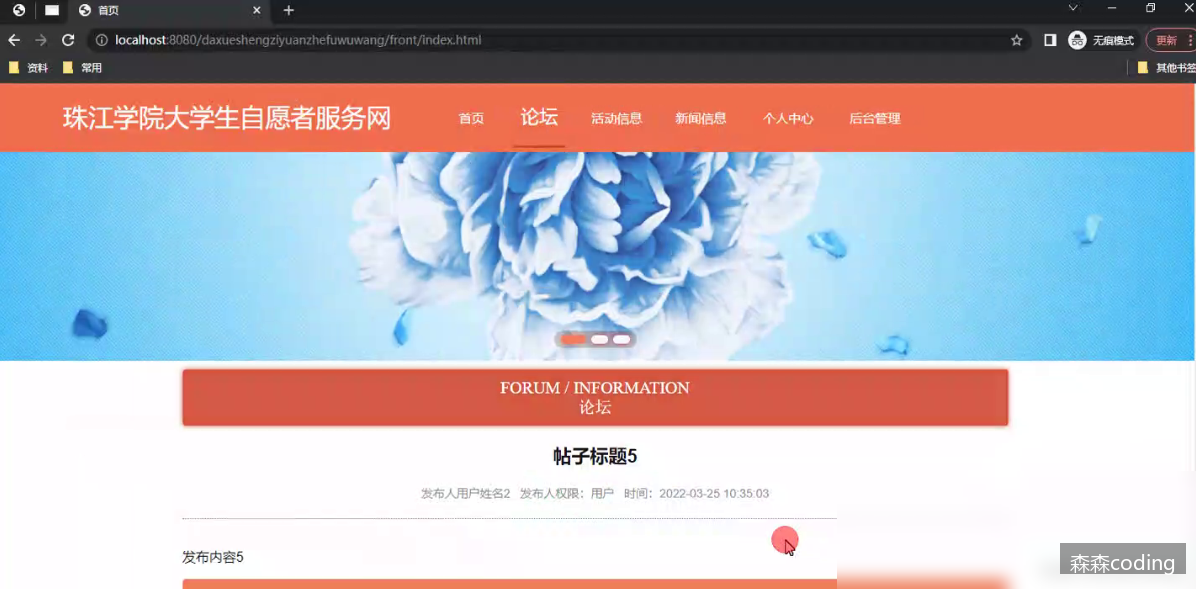 首页
localhost:8080/daxueshengziyuanzhefuwuwang/front/index.html
无痕模式
更新
资料
常用
其他书签
珠江学院大学生自愿者服务网
首页
论坛
活动信息
新闻信息
个人中心
后台管理
FORUM / INFORMATION
论坛
帖子标题5
发布人用户姓名2 发布人权限：用户 时间：2022-03-25 10:35:03
发布内容5
森森coding